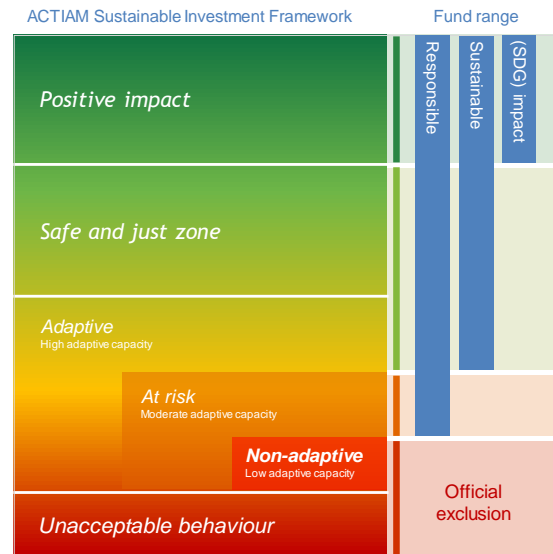 ACTIAM Sustainable Investment Framework
Fund range
Positive impact
Safe and just zone
Adaptive
High adaptive capacity
At risk
Moderate adaptive capacity
Non-adaptive
Low adaptive capacity
Unacceptable behaviour
Responsible
Sustainable
(SDG) impact
Official
exclusion